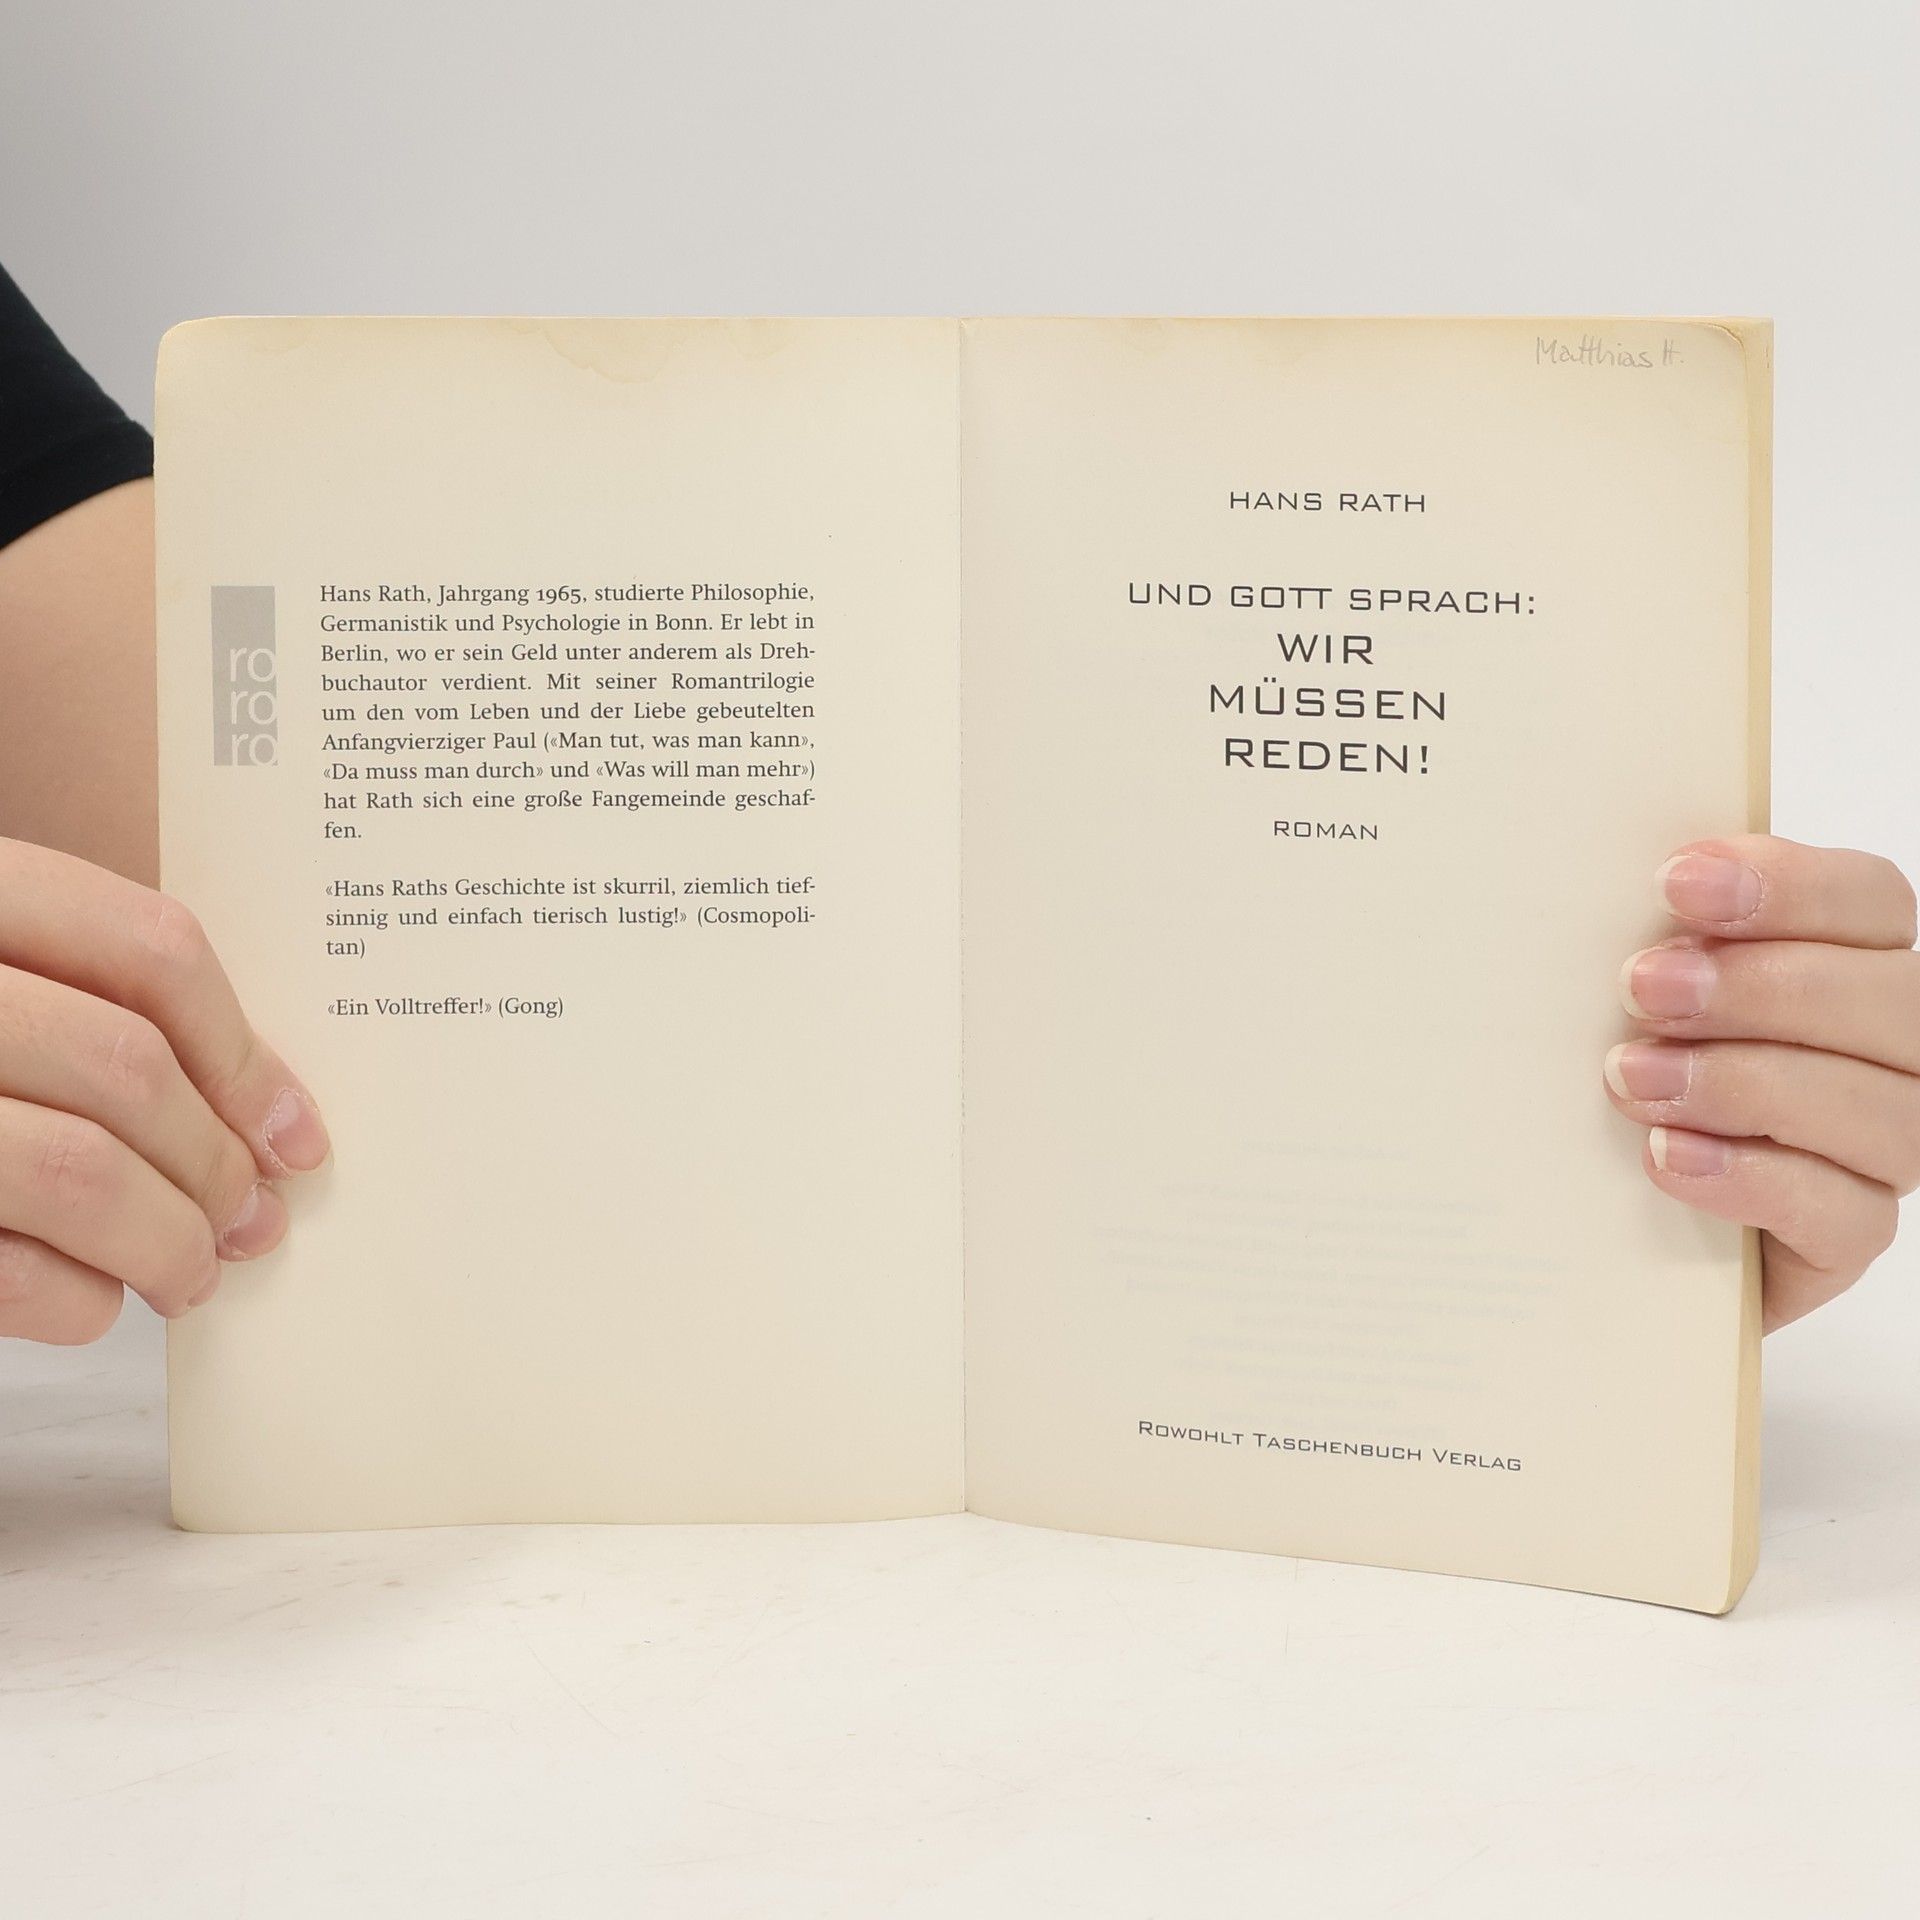 ro
ro
ro
Hans Rath, Jahrgang 1965, studierte Philosophie,
Germanistik und Psychologie in Bonn. Er lebt in
Berlin, wo er sein Geld unter anderem als Dreh-
buchautor verdient. Mit seiner Romantrilogie
um den vom Leben und der Liebe gebeutelten
Anfangvierziger Paul («Man tut, was man kann»,
«Da muss man durch» und «Was will man mehr»)
hat Rath sich eine große Fangemeinde geschaf-
fen.
«Hans Raths Geschichte ist skurril, ziemlich tief-
sinnig und einfach tierisch lustig!» (Cosmopoli-
tan)
«Ein Volltreffer!» (Gong)
Matthias H.
HANS RATH
UND GOTT SPRACH:
WIR
MÜSSEN
REDEN!
ROMAN
ROWOHLT TASCHENBUCH VERLAG